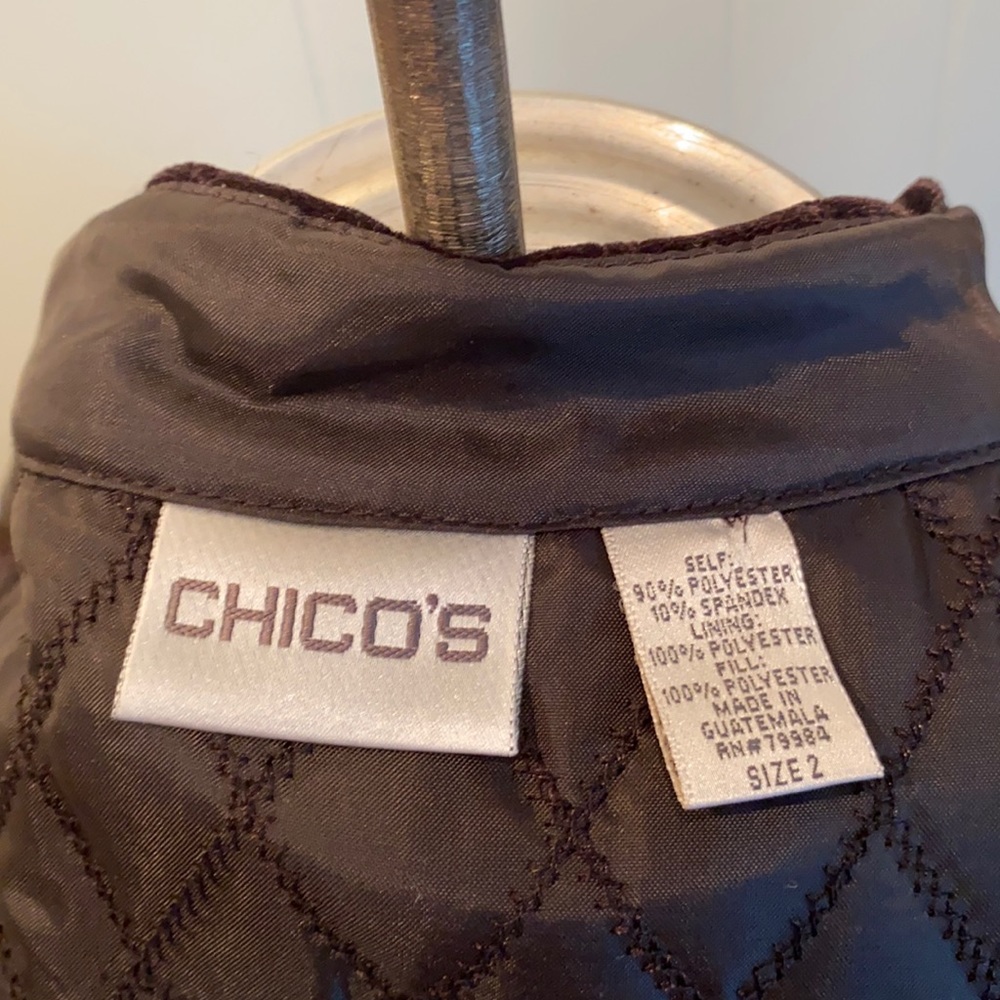 CHICO'S
SELF:
90% POLYESTER
10% SPANDEX
LINING:
100% POLYESTER
FILL:
100% POLYESTER
MADE IN
GUATEMALA
RN#79984
SIZE 2